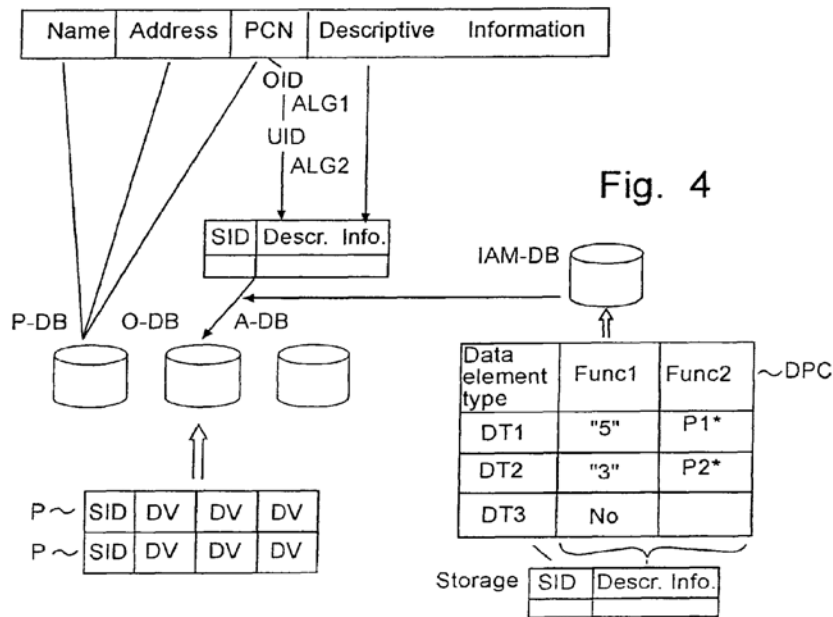 Name Address PCN Descriptive Information
OID
ALG1
UID
ALG2
Fig. 4
SID Descr. Info.
IAM-DB
P-DB O-DB A-DB
Data element type Func1 Func2 ~DPC
DT1 "5" P1*
DT2 "3" P2*
DT3 No
P~ SID DV DV DV
P~ SID DV DV DV
Storage SID Descr. Info.